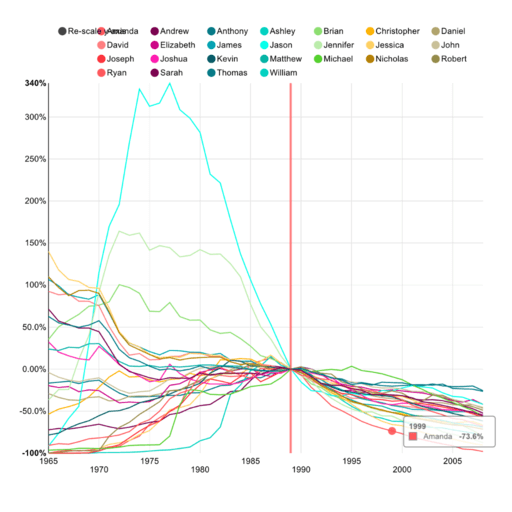 Re-scale y-axis Amanda Andrew Anthony Ashley Brian Christopher Daniel
David Elizabeth James Jason Jennifer Jessica John
Joseph Joshua Kevin Matthew Michael Nicholas Robert
Ryan Sarah Thomas William
340%
300%
250%
200%
150%
100%
50.0%
0.00%
-50.0%
-100%
1999
Amanda -73.6%
1965 1970 1975 1980 1985 1990 1995 2000 2005